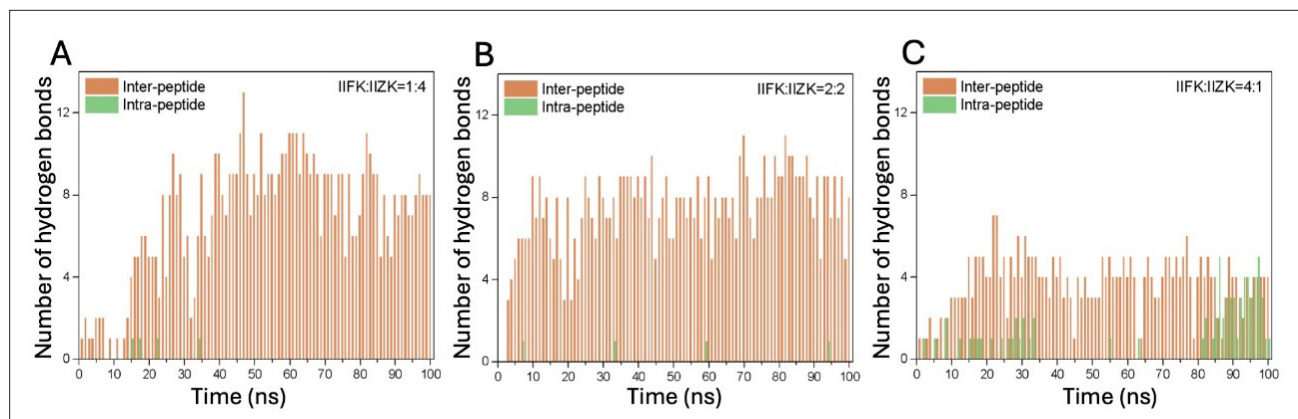 A
Inter-peptide
Intra-peptide
IIFK:IIZK=1:4
Number of hydrogen bonds
12
8
4
0
0 10 20 30 40 50 60 70 80 90 100
Time (ns)
B
Inter-peptide
Intra-peptide
IIFK:IIZK=2:2
Number of hydrogen bonds
12
8
4
0
0 10 20 30 40 50 60 70 80 90 100
Time (ns)
C
Inter-peptide
Intra-peptide
IIFK:IIZK=4:1
Number of hydrogen bonds
12
8
4
0
0 10 20 30 40 50 60 70 80 90 100
Time (ns)